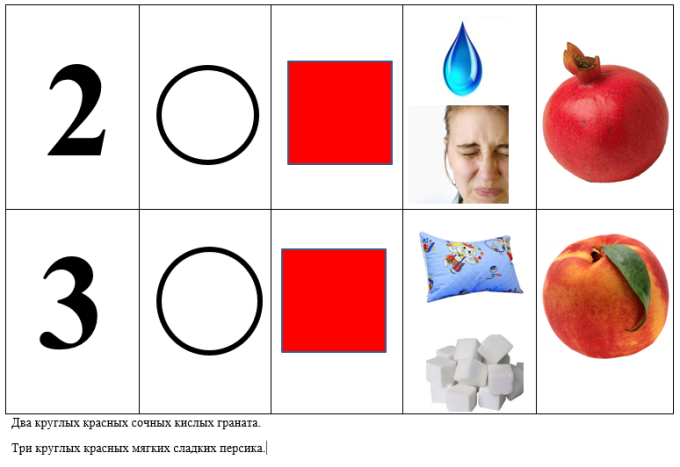 2
3
Два круглых красных сочных кислых граната.
Три круглых красных мягких сладких персика.